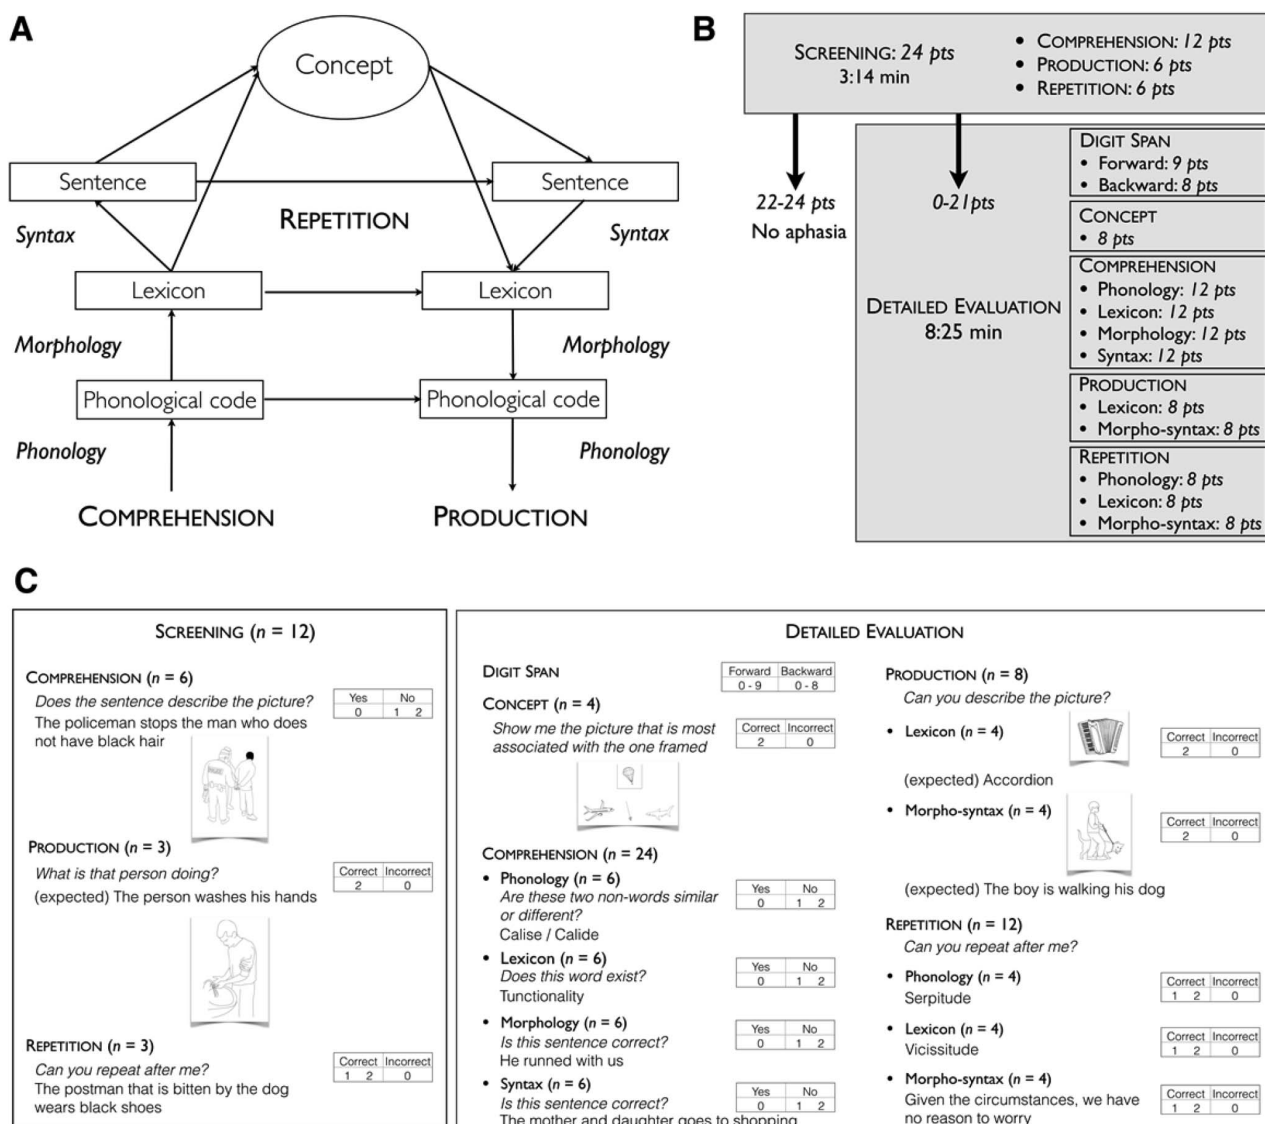 A
Concept
Sentence
Sentence
REPETITION
Syntax
Syntax
Lexicon
Lexicon
Morphology
Morphology
Phonological code
Phonological code
Phonology
Phonology
COMPREHENSION
PRODUCTION
B
SCREENING: 24 pts
3:14 min
• COMPREHENSION: 12 pts
• PRODUCTION: 6 pts
• REPETITION: 6 pts
22-24 pts
No aphasia
0-21pts
DETAILED EVALUATION
8:25 min
DIGIT SPAN
• Forward: 9 pts
• Backward: 8 pts
CONCEPT
• 8 pts
COMPREHENSION
• Phonology: 12 pts
• Lexicon: 12 pts
• Morphology: 12 pts
• Syntax: 12 pts
PRODUCTION
• Lexicon: 8 pts
• Morpho-syntax: 8 pts
REPETITION
• Phonology: 8 pts
• Lexicon: 8 pts
• Morpho-syntax: 8 pts
C
SCREENING (n = 12)
COMPREHENSION (n = 6)
Does the sentence describe the picture?
The policeman stops the man who does
not have black hair
Yes No
0 1 2
PRODUCTION (n = 3)
What is that person doing?
(expected) The person washes his hands
Correct Incorrect
2 0
REPETITION (n = 3)
Can you repeat after me?
The postman that is bitten by the dog
wears black shoes
Correct Incorrect
1 2 0
DETAILED EVALUATION
DIGIT SPAN
Forward Backward
0 - 9 0 - 8
CONCEPT (n = 4)
Show me the picture that is most
associated with the one framed
Correct Incorrect
2 0
COMPREHENSION (n = 24)
• Phonology (n = 6)
Are these two non-words similar
or different?
Calise / Calide
Yes No
0 1 2
• Lexicon (n = 6)
Does this word exist?
Tunctionality
Yes No
0 1 2
• Morphology (n = 6)
Is this sentence correct?
He runned with us
Yes No
0 1 2
• Syntax (n = 6)
Is this sentence correct?
The mother and daughter goes to shopping
Yes No
0 1 2
PRODUCTION (n = 8)
Can you describe the picture?
• Lexicon (n = 4)
(expected) Accordion
Correct Incorrect
2 0
• Morpho-syntax (n = 4)
(expected) The boy is walking his dog
Correct Incorrect
2 0
REPETITION (n = 12)
Can you repeat after me?
• Phonology (n = 4)
Serpitude
Correct Incorrect
1 2 0
• Lexicon (n = 4)
Vicissitude
Correct Incorrect
1 2 0
• Morpho-syntax (n = 4)
Given the circumstances, we have
no reason to worry
Correct Incorrect
1 2 0